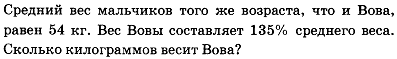 Средний вес мальчиков того же возраста, что и Вова,
равен 54 кг. Вес Вовы составляет 135% среднего веса.
Сколько килограммов весит Вова?